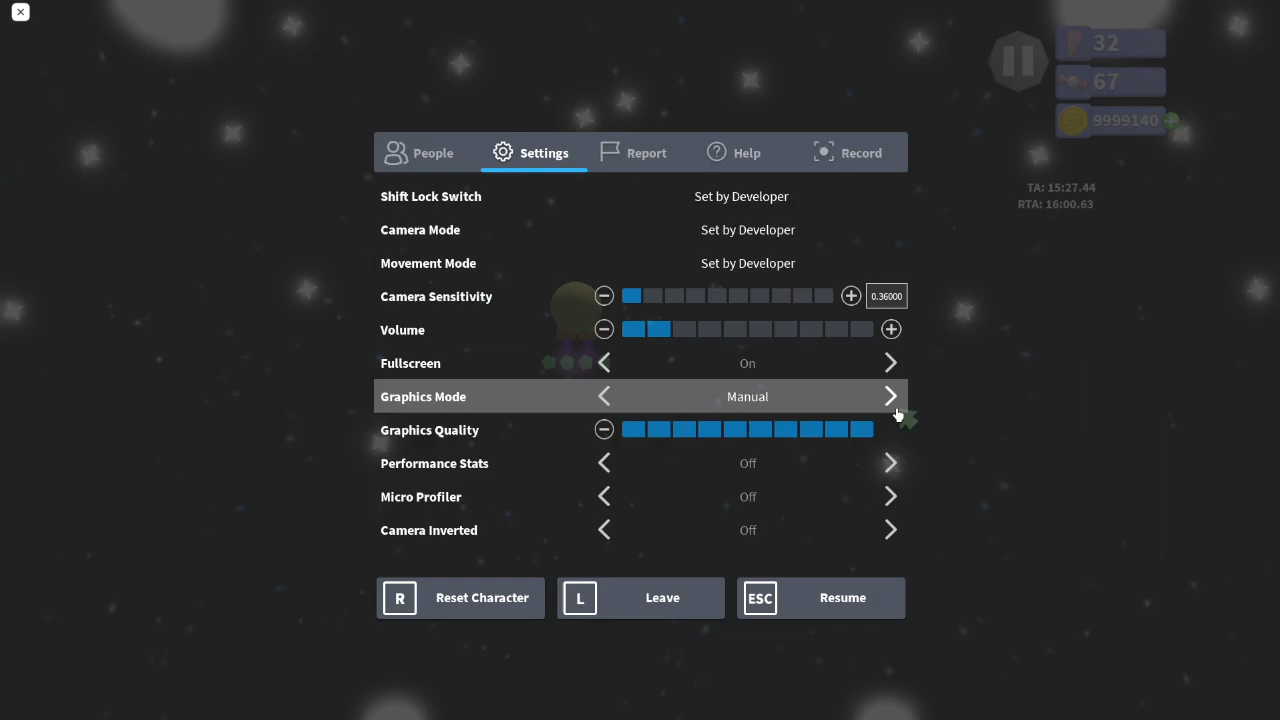 32
67
9999140
TA: 15:27.44
RTA: 16:00.63
People Settings Report Help Record
Shift Lock Switch Set by Developer
Camera Mode Set by Developer
Movement Mode Set by Developer
Camera Sensitivity 0.36000
Volume
Fullscreen On
Graphics Mode Manual
Graphics Quality
Performance Stats Off
Micro Profiler Off
Camera Inverted Off
R Reset Character L Leave ESC Resume